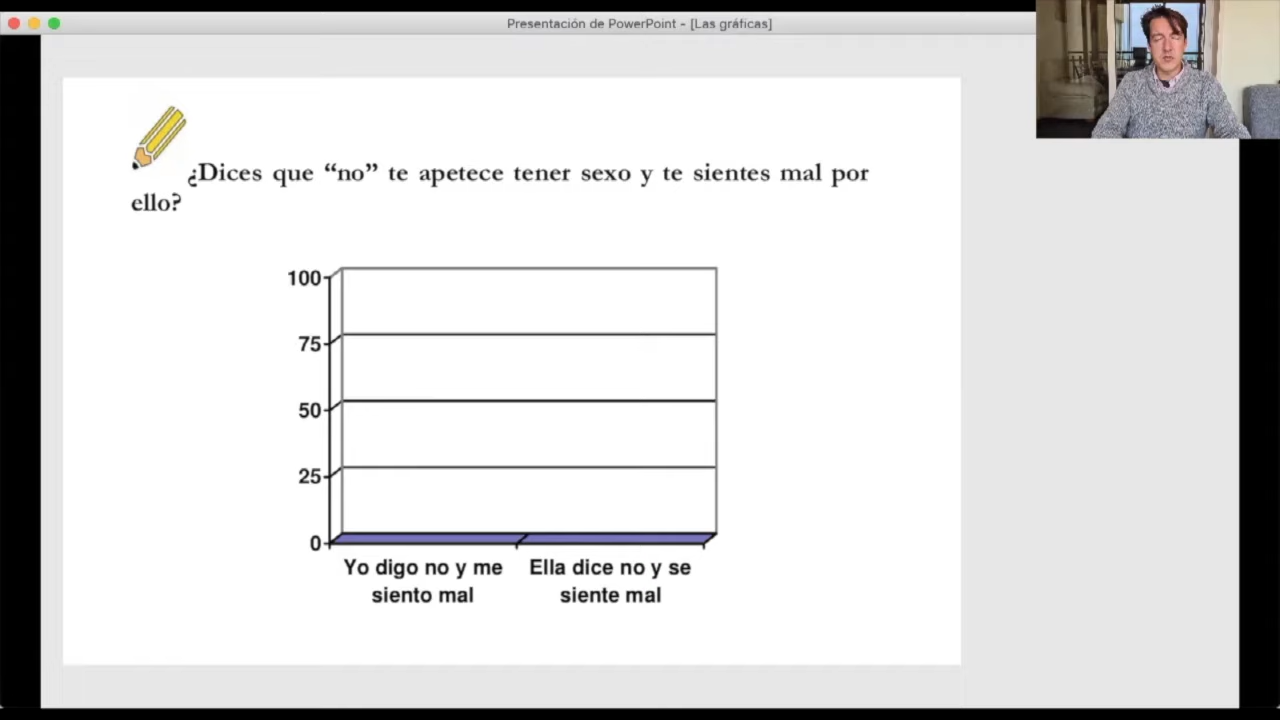 Presentación de PowerPoint - [Las gráficas]
¿Dices que “no” te apetece tener sexo y te sientes mal por
ello?
100
75
50
25
0
Yo digo no y me
siento mal
Ella dice no y se
siente mal